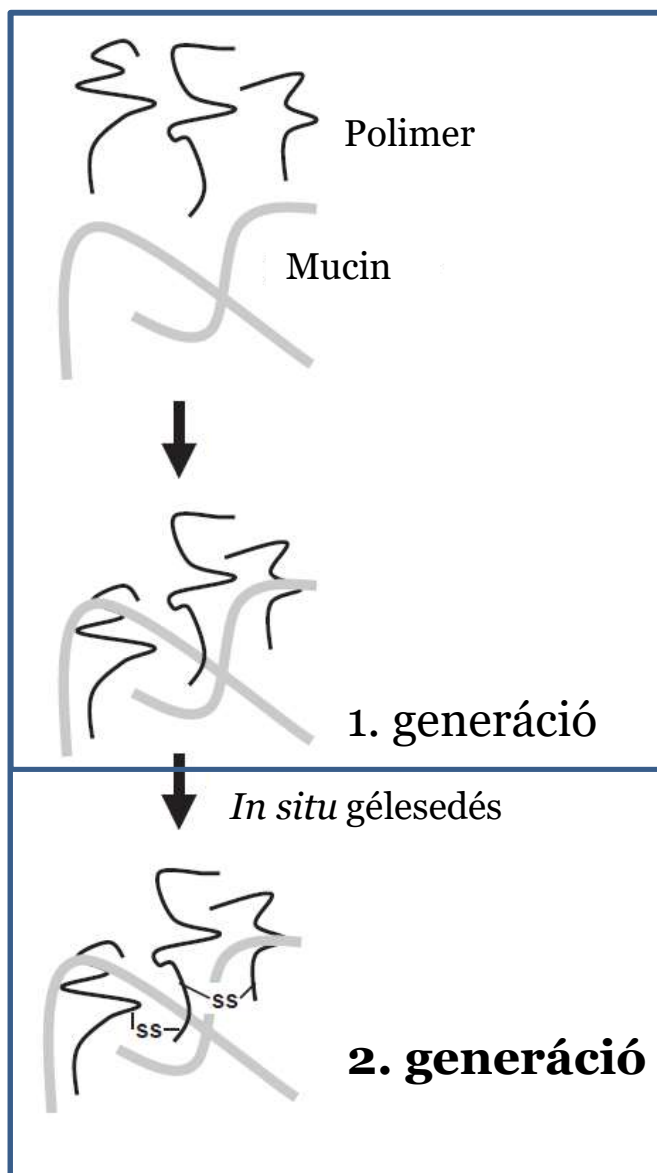 Polimer
Mucin
1. generáció
In situ gélesedés
SS
SS
2. generáció